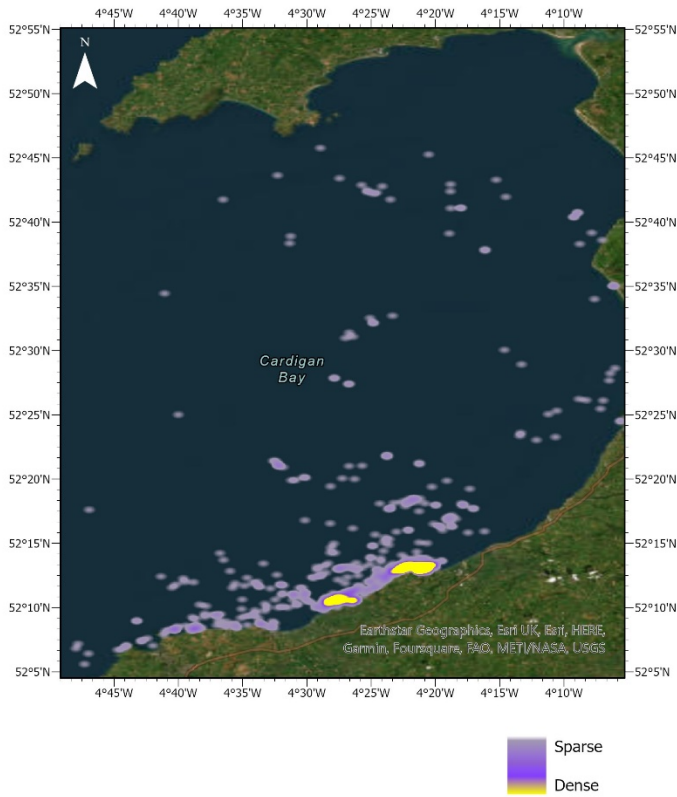 4°45'W 4°40'W 4°35'W 4°30'W 4°25'W 4°20'W 4°15'W 4°10'W
52°55'N 52°55'N
N
52°50'N 52°50'N
52°45'N 52°45'N
52°40'N 52°40'N
52°35'N 52°35'N
52°30'N 52°30'N
Cardigan
Bay
52°25'N 52°25'N
52°20'N 52°20'N
52°15'N 52°15'N
52°10'N 52°10'N
Earthstar Geographics, Esri UK, Esri, HERE,
Garmin, Foursquare, FAO, METI/NASA, USGS
52°5'N 52°5'N
4°45'W 4°40'W 4°35'W 4°30'W 4°25'W 4°20'W 4°15'W 4°10'W
Sparse
Dense